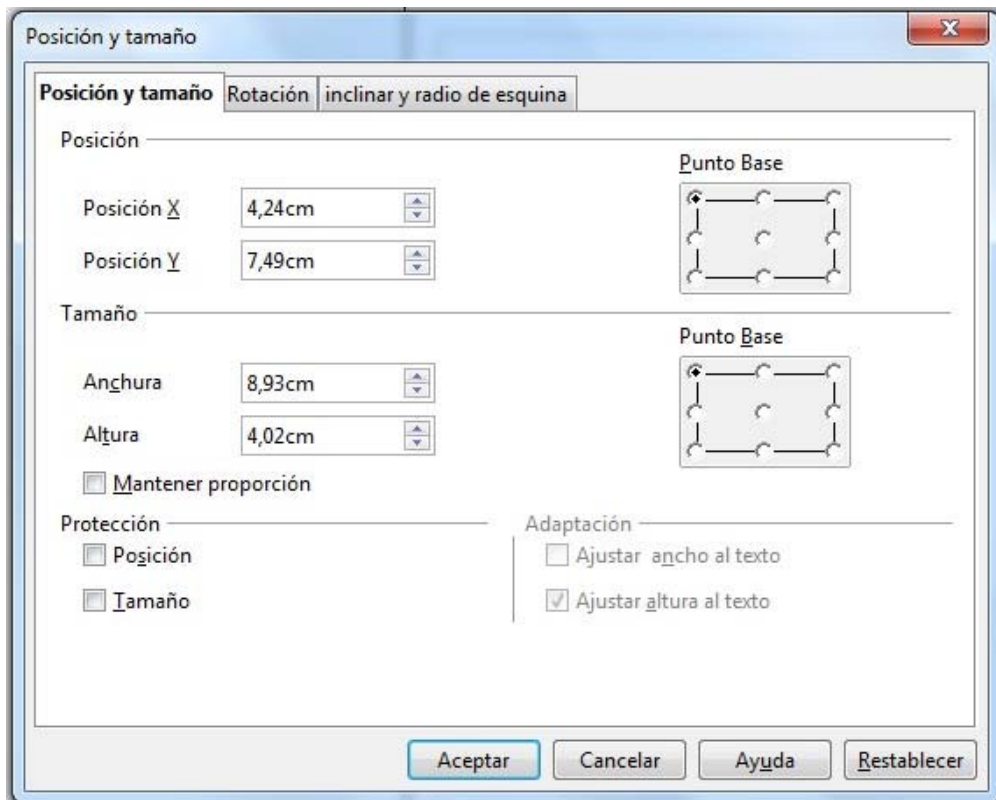 Posición y tamaño
Posición y tamaño Rotación inclinar y radio de esquina
Posición
Punto Base
Posición X 4,24cm
Posición Y 7,49cm
Tamaño
Punto Base
Anchura 8,93cm
Altura 4,02cm
Mantener proporción
Protección Adaptación
Posición Ajustar ancho al texto
Tamaño Ajustar altura al texto
Aceptar Cancelar Ayuda Restablecer